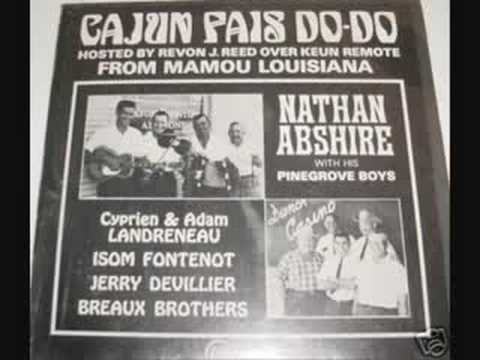 CAJUN FAIS DO-DO
HOSTED BY REVON J. REED OVER KEUN REMOTE
FROM MAMOU LOUISIANA
NATHAN
ABSHIRE
WITH HIS
PINEGROVE BOYS
Cyprien & Adam
LANDRENEAU
ISOM FONTENOT
JERRY DEVILLIER
BREAUX BROTHERS
Casino